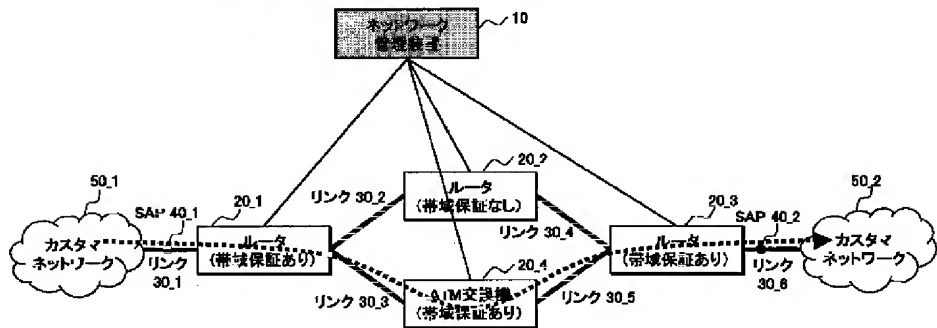 ネットワーク
管理装置
10
50_1
SAP 40_1
20_1
カスタマ
ネットワーク
リンク
30_1
ルータ
(帯域保証あり)
リンク 30_2
20_2
ルータ
(帯域保証なし)
リンク 30_4
リンク 30_3
20_4
ATM交換機
(帯域保証あり)
リンク 30_5
20_3
ルータ
(帯域保証あり)
SAP 40_2
リンク
30_6
50_2
カスタマ
ネットワーク